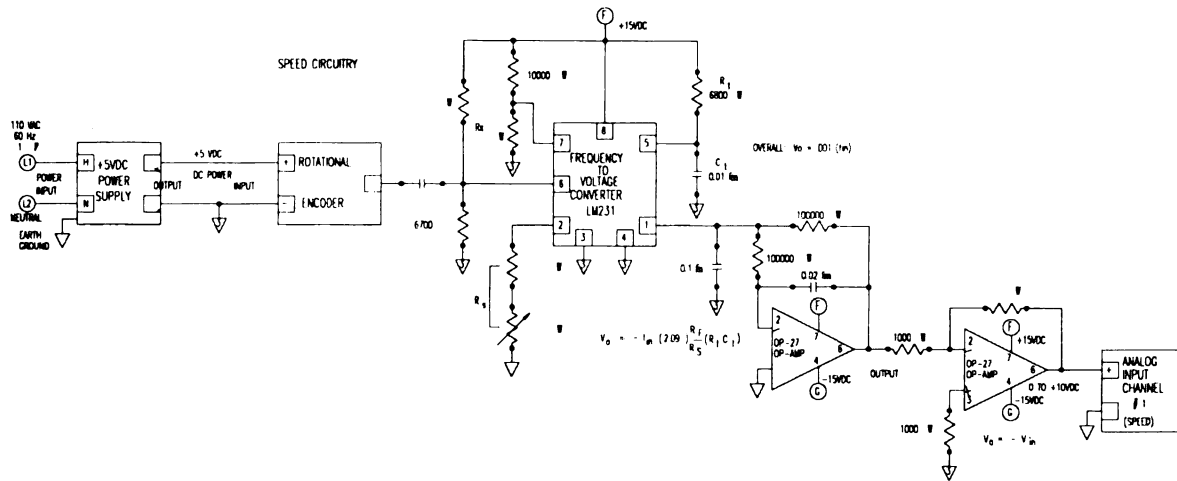 SPEED CIRCUITRY
F
+15VDC
10000 W
W
R1
6800 W
Rx
W
110 VAC
60 Hz
1 P
L1
POWER
INPUT
L2
NEUTRAL
EARTH
GROUND
H
N
+5VDC
POWER
SUPPLY
OUTPUT
+5 VDC
DC POWER
INPUT
+
-
ROTATIONAL
ENCODER
6700
7
8
5
6
2
1
3
4
FREQUENCY
TO
VOLTAGE
CONVERTER
LM231
C1
0.01 fm
OVERALL: Vo = .001 (fm)
Rs
W
W
0.1 fm
100000 W
100000
W
0.02 fm
Vo = - fin (2.09) RF/RS (R1 C1)
2
F
7
OP-27
OP-AMP
6
4
-15VDC
G
1000
W
OUTPUT
W
2
F
+15VDC
7
OP-27
OP-AMP
6
4
3
0 TO +10VDC
-15VDC
G
1000 W
Vo = - Vin
+
ANALOG
INPUT
CHANNEL
# 1
(SPEED)